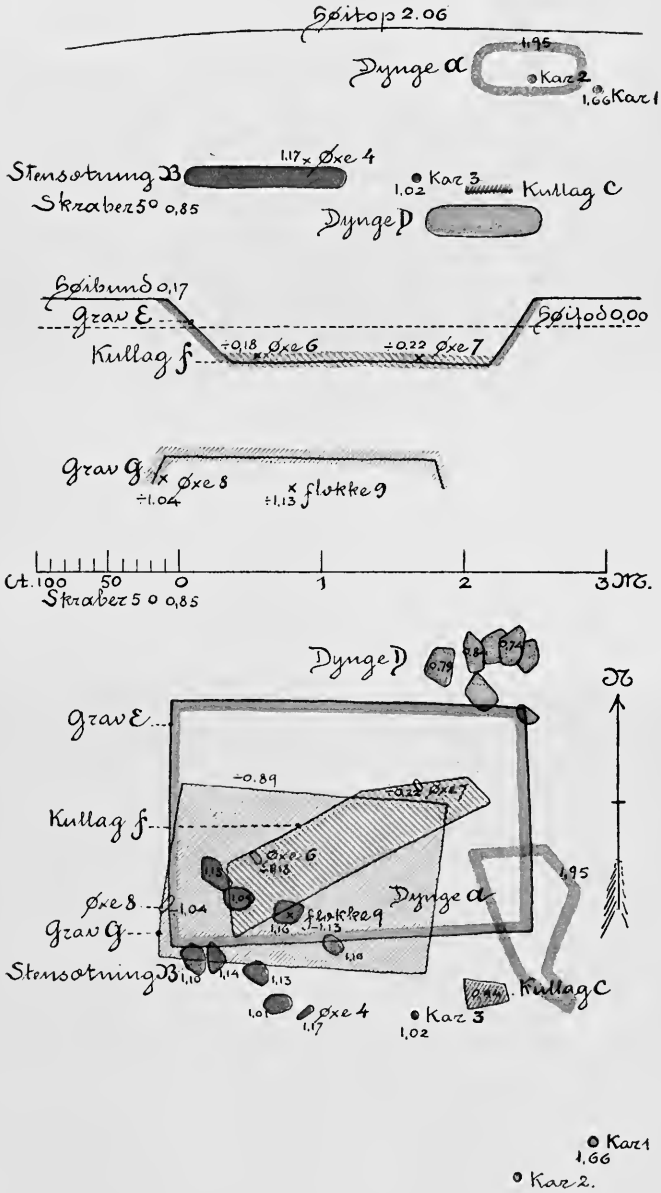 Høitop 2.06
1,95
Dynge a
Kar 2
1,66 Kar 1
1.17 × Øxe 4
Stensætning B
Kar 3
1.02
Kullag C
Skraber 5 o 0,85
Dynge D
Høibund 0,17
Grav E
Høifod 0,00
÷0,18 Øxe 6
÷0.22 Øxe 7
Kullag f
Grav G
× Øxe 8
÷1.04
× flække 9
÷1,13
Ct. 100 50 0 1 2 3 M.
Skraber 5 o 0,85
Dynge D
0.79
0.84
0.74
N
Grav E
÷0.89
÷0.22 Øxe 7
Kullag f
Øxe 6
÷0,18
1,95
1.09
Øxe 8
÷1.04
Dynge a
flække 9
1,16
÷1.13
Grav G
Stensætning B
1,10
1,14
1,13
1,01
Øxe 4
1,17
Kar 3
1.02
Kullag C
Kar 1
1,66
Kar 2.